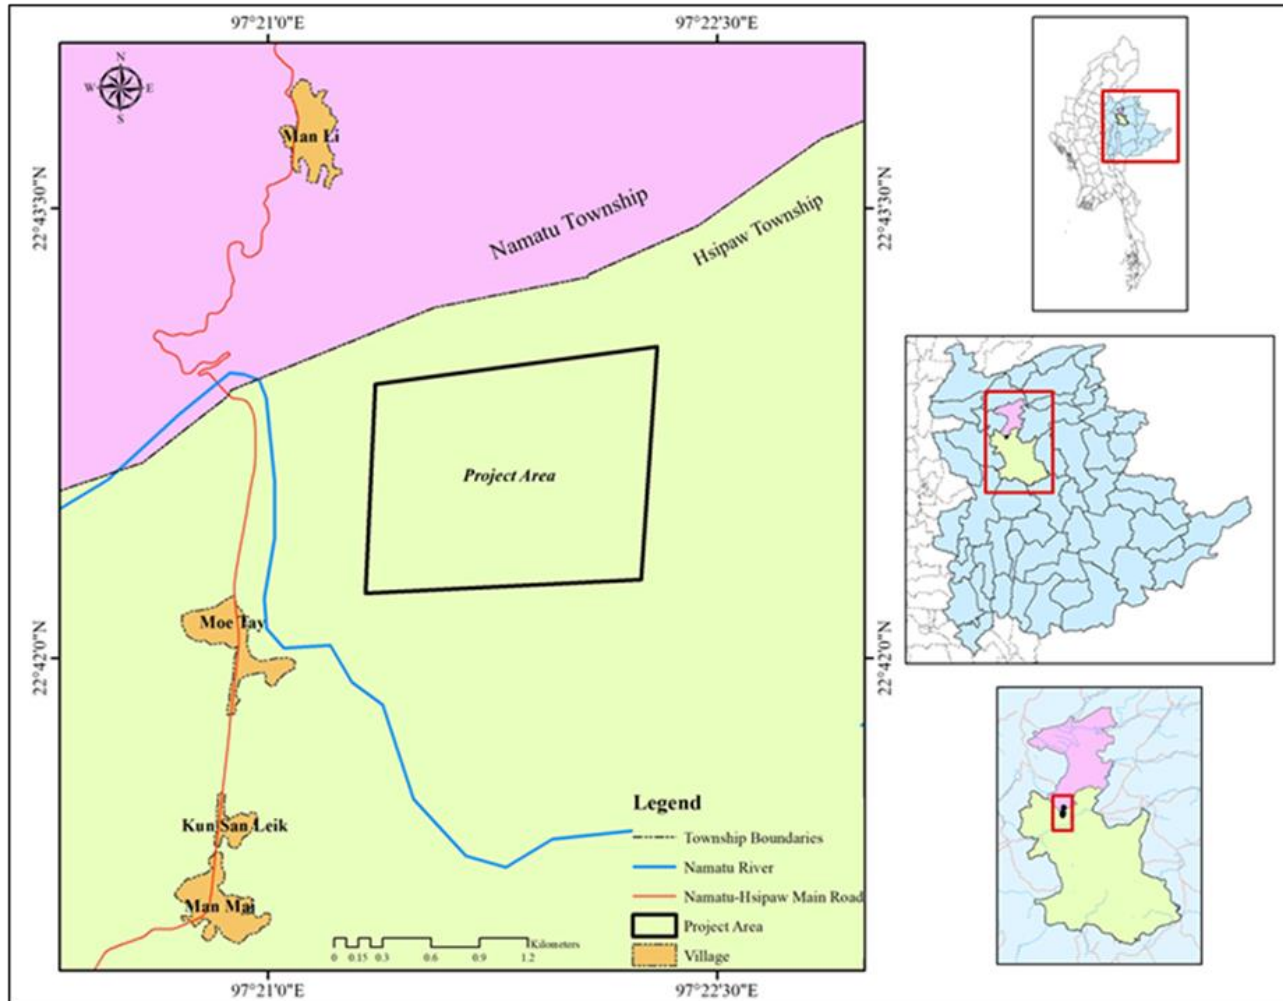 97°21'0"E
97°22'30"E
N
W
E
S
Man Li
22°43'30"N
22°43'30"N
Namatu Township
Hsipaw Township
Project Area
Moe Tay
22°42'0"N
22°42'0"N
Kun San Leik
Man Mai
Legend
Township Boundaries
Namatu River
Namatu-Hsipaw Main Road
Project Area
Village
Kilometers
0 0.15 0.3 0.6 0.9 1.2
97°21'0"E
97°22'30"E